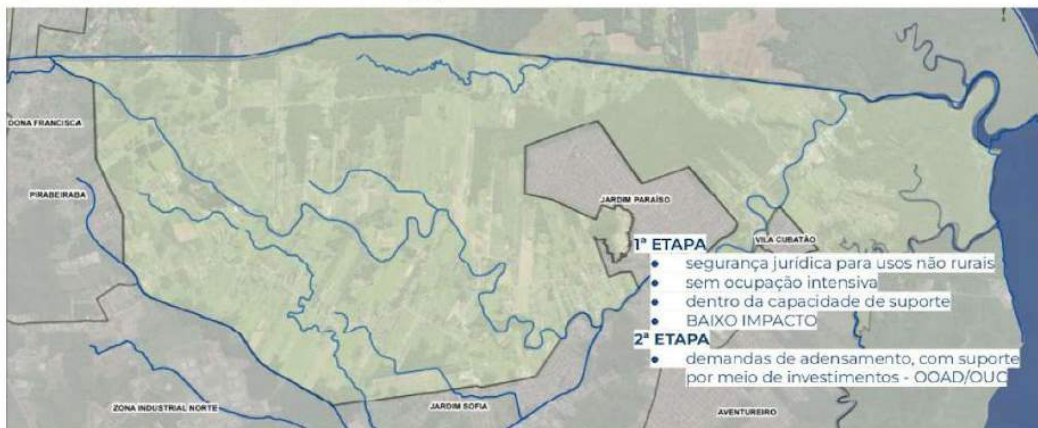 DONA FRANCISCA
PIRABEIRABA
JARDIM PARAÍSO
VILA CUBATÃO
1ª ETAPA
• segurança jurídica para usos não rurais
• sem ocupação intensiva
• dentro da capacidade de suporte
• BAIXO IMPACTO
2ª ETAPA
• demandas de adensamento, com suporte
por meio de investimentos - OOAD/OUC
ZONA INDUSTRIAL NORTE
JARDIM SOFIA
AVENTUREIRO